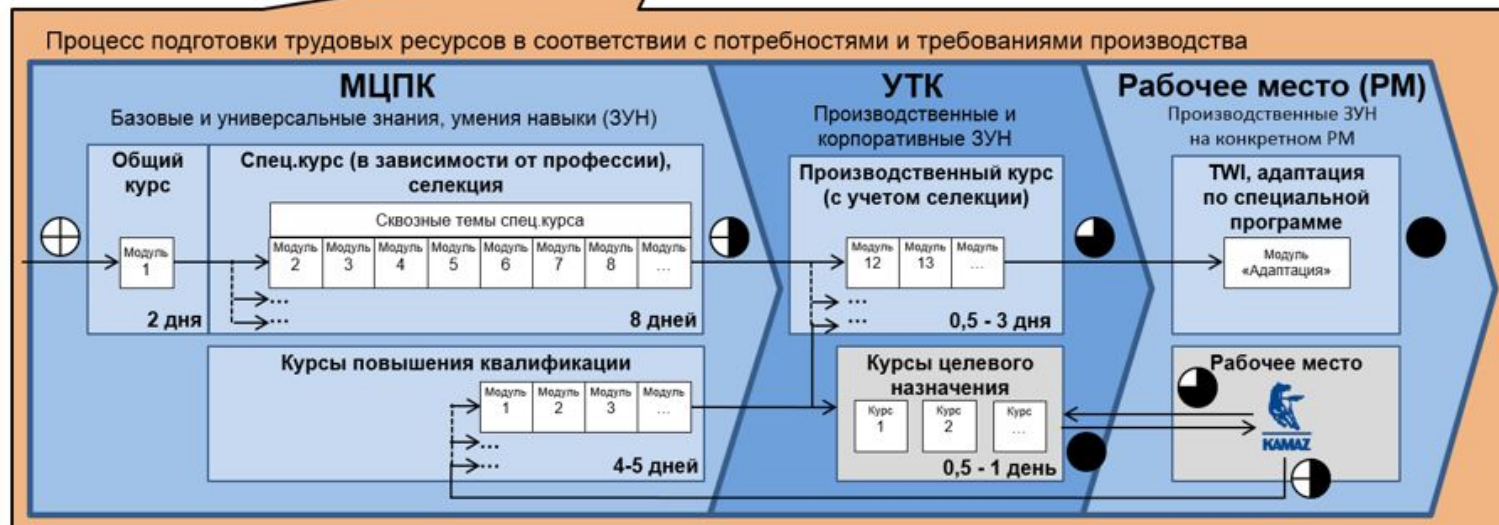 Процесс подготовки трудовых ресурсов в соответствии с потребностями и требованиями производства
МЦПК
Базовые и универсальные знания, умения навыки (ЗУН)
Общий
курс
Модуль
1
2 дня
Спец.курс (в зависимости от профессии),
селекция
Сквозные темы спец.курса
Модуль Модуль Модуль Модуль Модуль Модуль Модуль Модуль
2 3 4 5 6 7 8 ...
...
...
8 дней
Курсы повышения квалификации
Модуль Модуль Модуль Модуль
1 2 3 ...
...
...
4-5 дней
УТК
Производственные и
корпоративные ЗУН
Производственный курс
(с учетом селекции)
Модуль Модуль Модуль
12 13 ...
...
...
0,5 - 3 дня
Курсы целевого
назначения
Курс Курс Курс
1 2 ...
0,5 - 1 день
Рабочее место (РМ)
Производственные ЗУН
на конкретном РМ
TWI, адаптация
по специальной
программе
Модуль
«Адаптация»
Рабочее место
KAMAZ